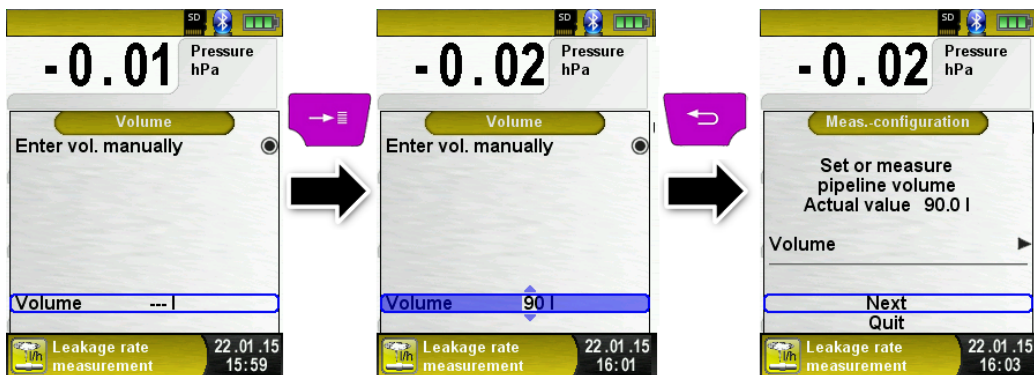 SD
- 0 . 01
Pressure
hPa
Volume
Enter vol. manually
Volume --- l
Leakage rate
measurement
l/h
22.01.15
15:59
SD
- 0 . 02
Pressure
hPa
Volume
Enter vol. manually
Volume 90 l
Leakage rate
measurement
l/h
22.01.15
16:01
SD
- 0 . 02
Pressure
hPa
Meas.-configuration
Set or measure
pipeline volume
Actual value 90.0 l
Volume
Next
Quit
Leakage rate
measurement
l/h
22.01.15
16:03